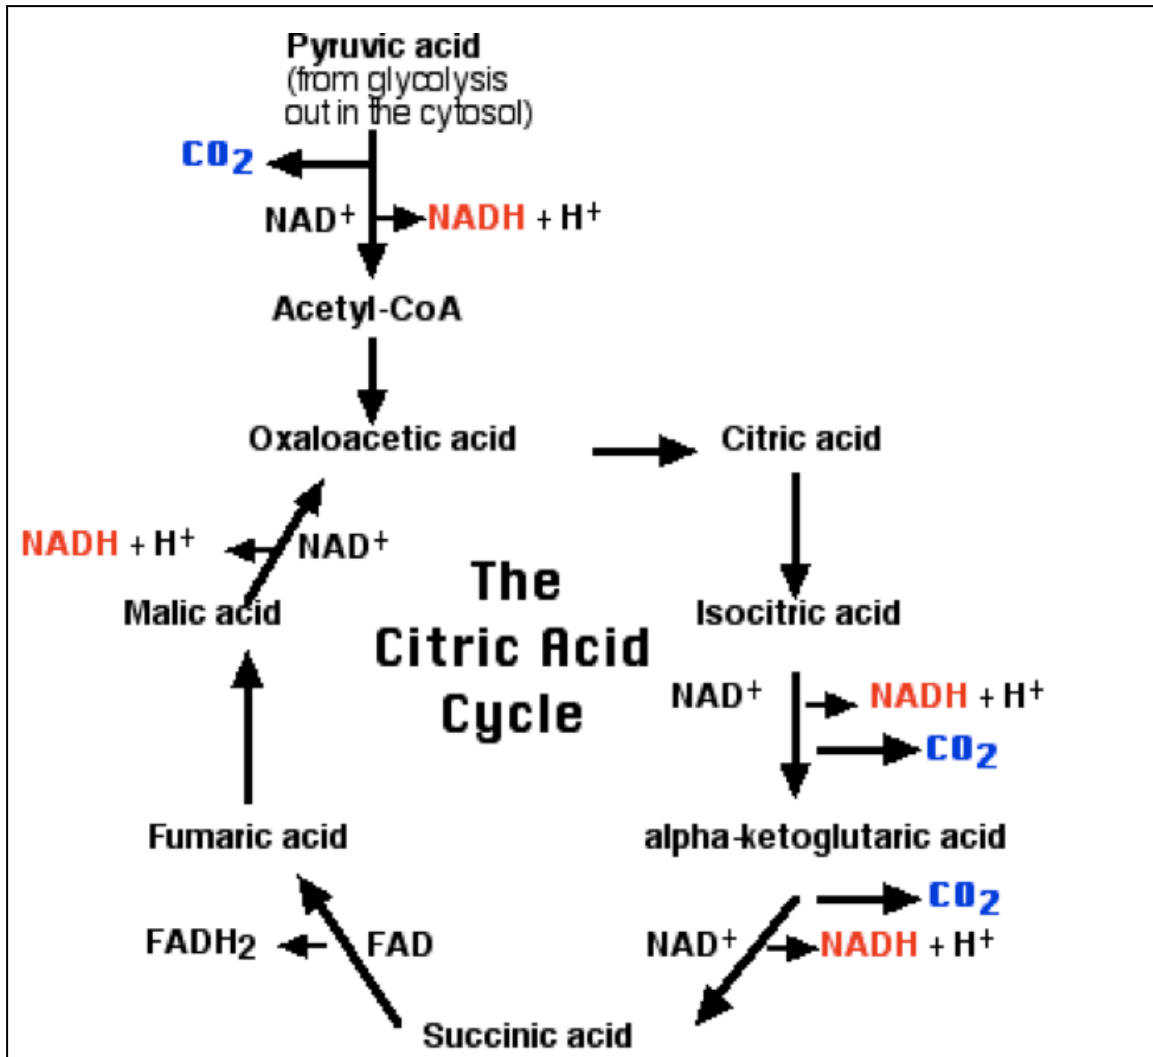 Pyruvic acid
(from glycolysis
out in the cytosol)
CO₂
NAD⁺ NADH + H⁺
Acetyl-CoA
Oxaloacetic acid
Citric acid
NADH + H⁺ NAD⁺
The
Citric Acid
Cycle
Malic acid
Isocitric acid
NAD⁺ NADH + H⁺
CO₂
Fumaric acid
alpha-ketoglutaric acid
CO₂
FADH₂ FAD
NAD⁺ NADH + H⁺
Succinic acid